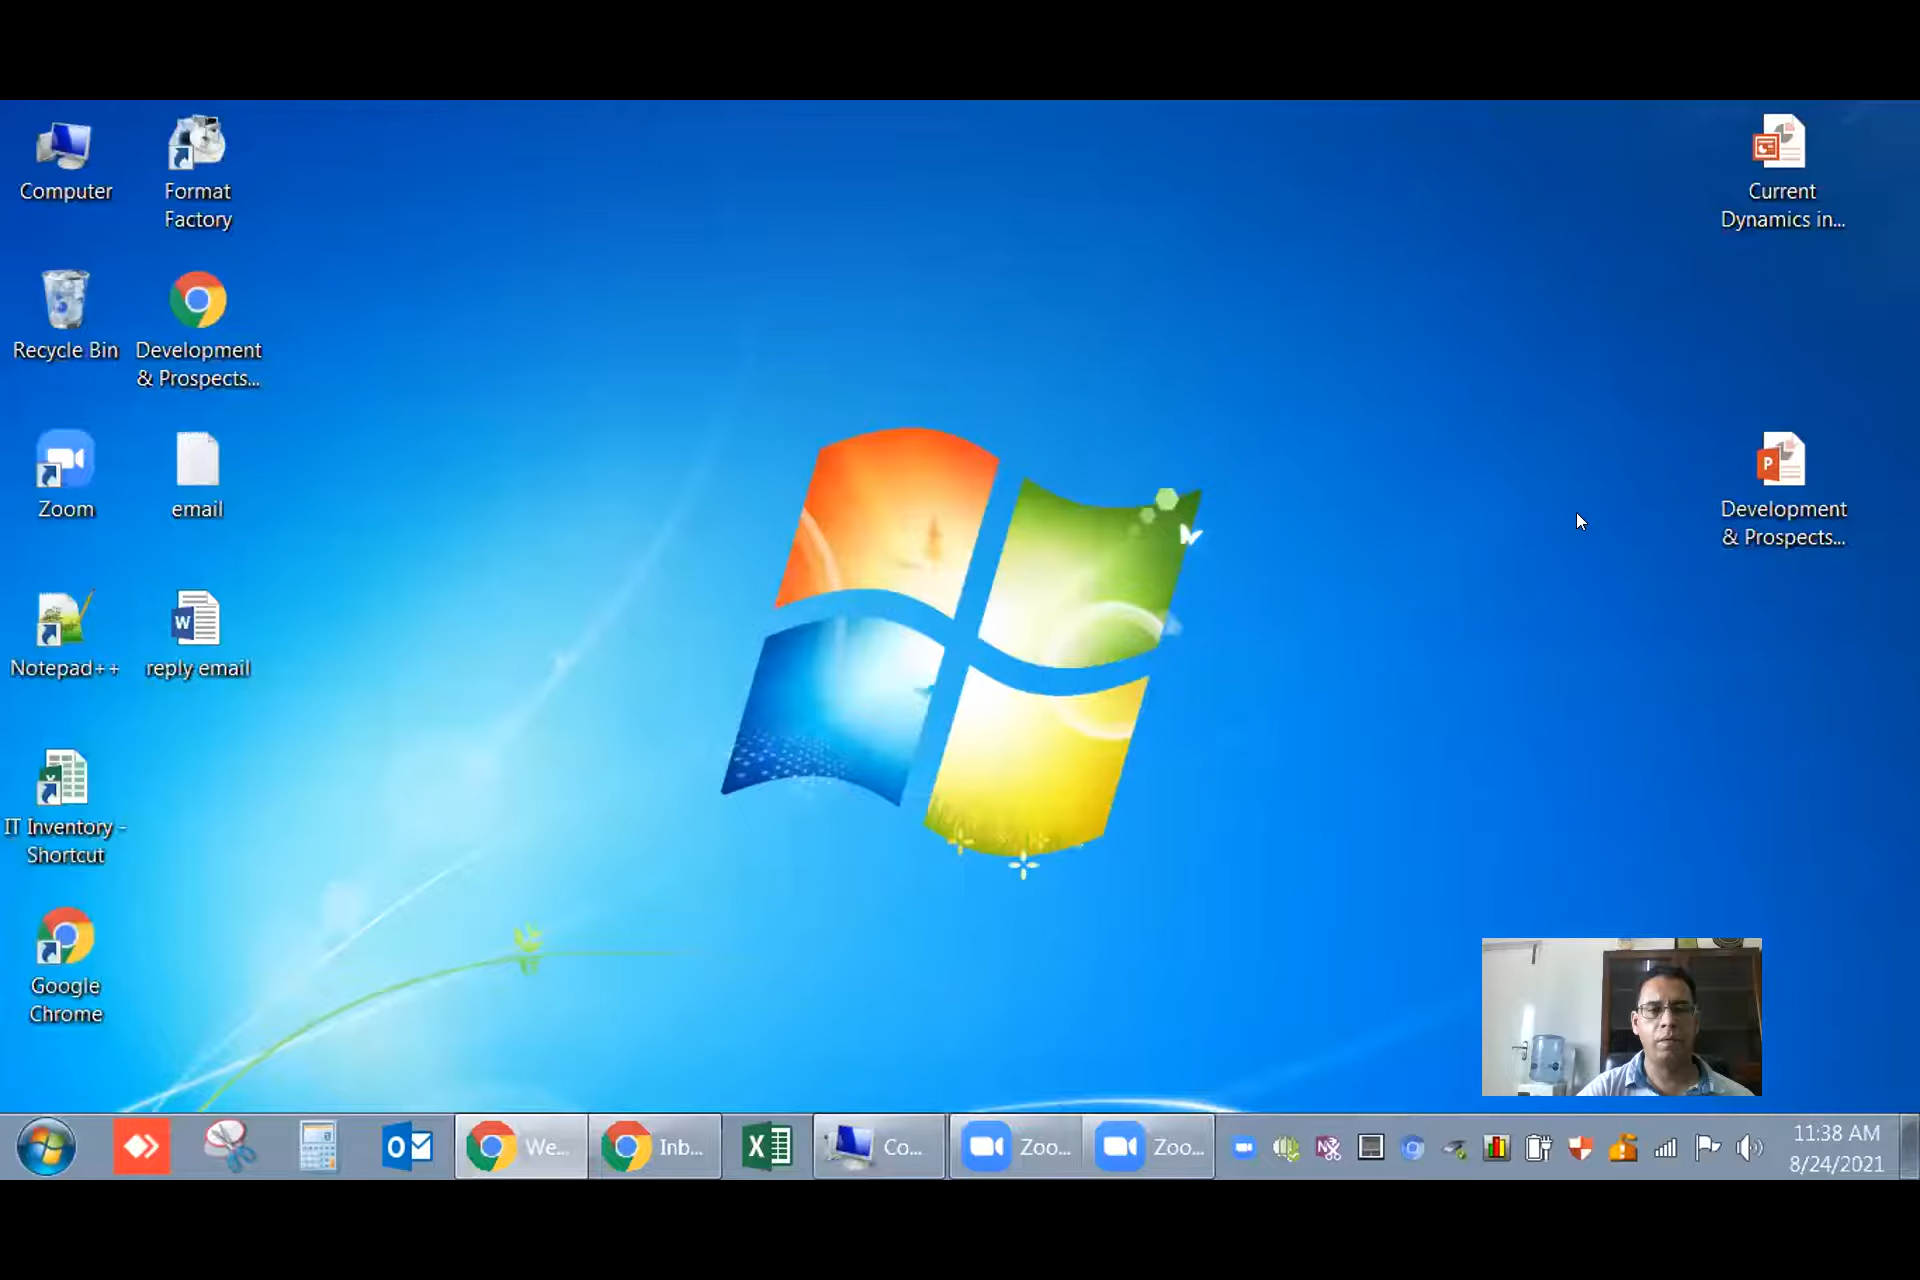 Computer
Format
Factory
Current
Dynamics in...
Recycle Bin
Development
& Prospects...
Zoom
email
Development
& Prospects...
Notepad++
reply email
IT Inventory -
Shortcut
Google
Chrome
We...
Inb...
Co...
Zoo...
Zoo...
11:38 AM
8/24/2021